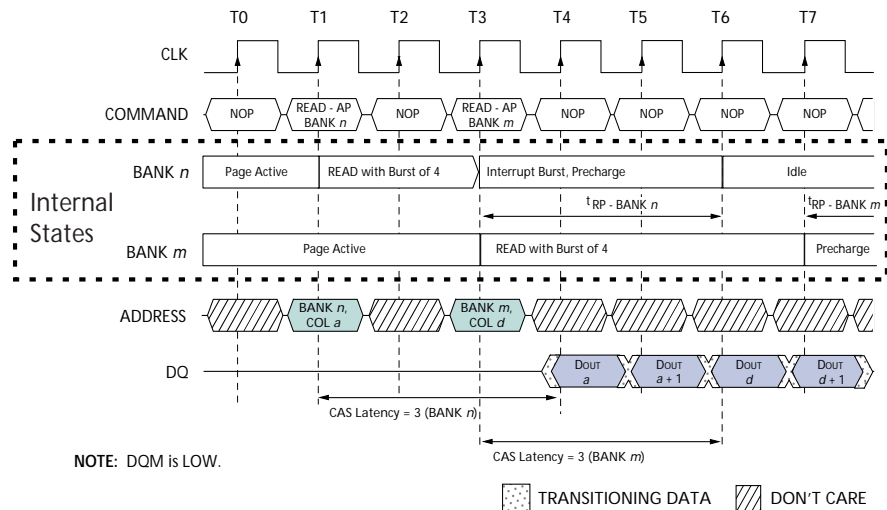 T0 T1 T2 T3 T4 T5 T6 T7
CLK
COMMAND
NOP
READ - AP
BANK n
NOP
READ - AP
BANK m
NOP
NOP
NOP
NOP
Internal
States
BANK n
Page Active
READ with Burst of 4
Interrupt Burst, Precharge
Idle
tRP - BANK n
tRP - BANK m
BANK m
Page Active
READ with Burst of 4
Precharge
ADDRESS
BANK n,
COL a
BANK m,
COL d
DQ
DOUT
a
DOUT
a + 1
DOUT
d
DOUT
d + 1
CAS Latency = 3 (BANK n)
CAS Latency = 3 (BANK m)
NOTE: DQM is LOW.
TRANSITIONING DATA
DON'T CARE